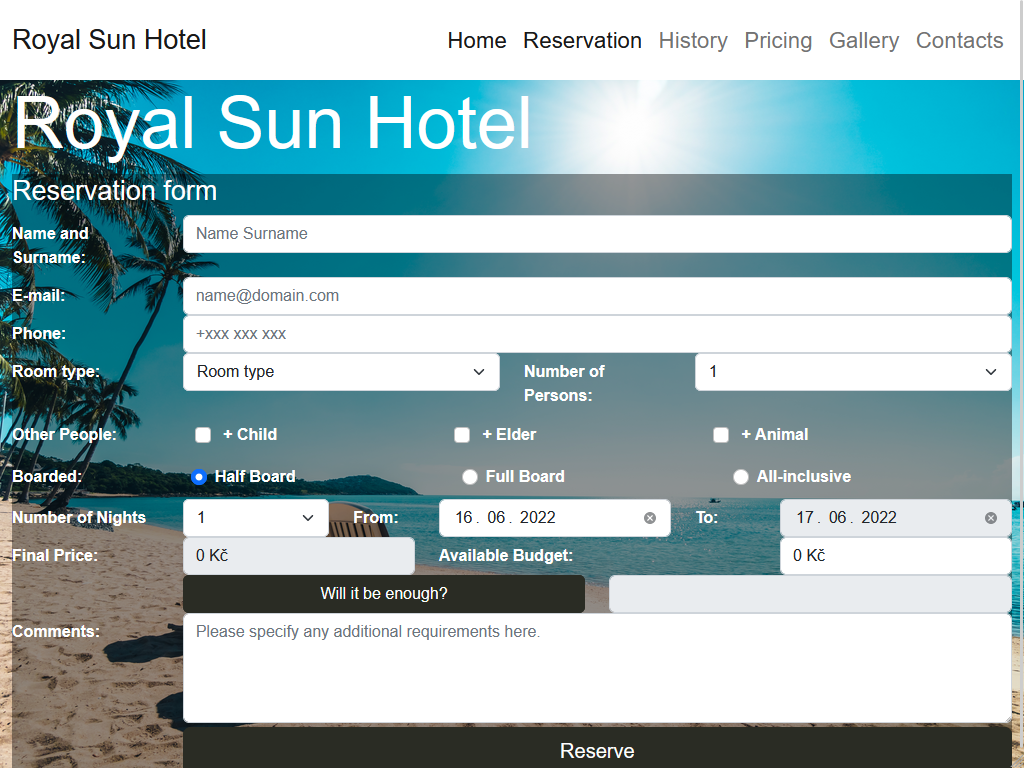 Royal Sun Hotel Home Reservation History Pricing Gallery Contacts
Royal Sun Hotel
Reservation form
Name and Surname: Name Surname
E-mail: name@domain.com
Phone: +xxx xxx xxx
Room type: Room type Number of Persons: 1
Other People: + Child + Elder + Animal
Boarded: Half Board Full Board All-inclusive
Number of Nights 1 From: 16. 06. 2022 To: 17. 06. 2022
Final Price: 0 Kč Available Budget: 0 Kč
Will it be enough?
Comments: Please specify any additional requirements here.
Reserve